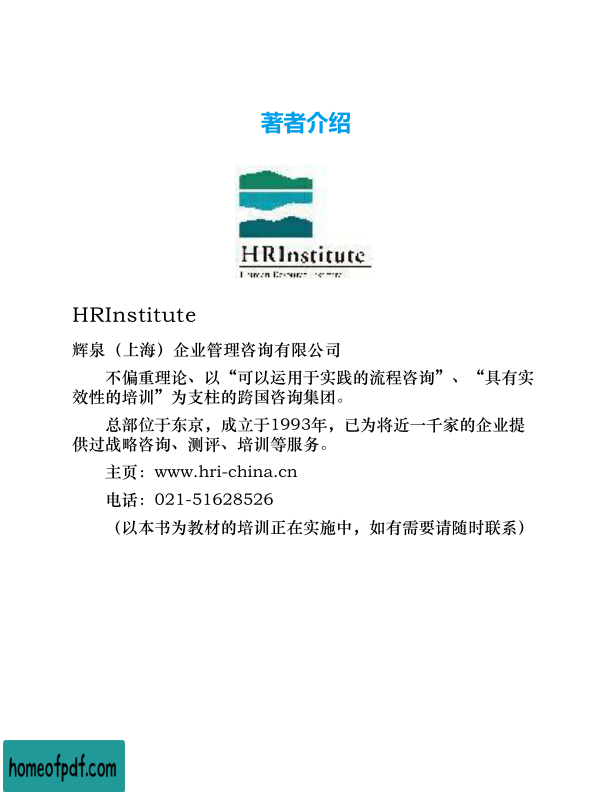 著者介绍
HRInstitute
Human Resource Institute
HRInstitute
辉泉（上海）企业管理咨询有限公司
不偏重理论、以“可以运用于实践的流程咨询”、“具有实
效性的培训”为支柱的跨国咨询集团。
总部位于东京，成立于1993年，已为将近一千家的企业提
供过战略咨询、测评、培训等服务。
主页：www.hri-china.cn
电话：021-51628526
（以本书为教材的培训正在实施中，如有需要请随时联系）
homeofpdf.com